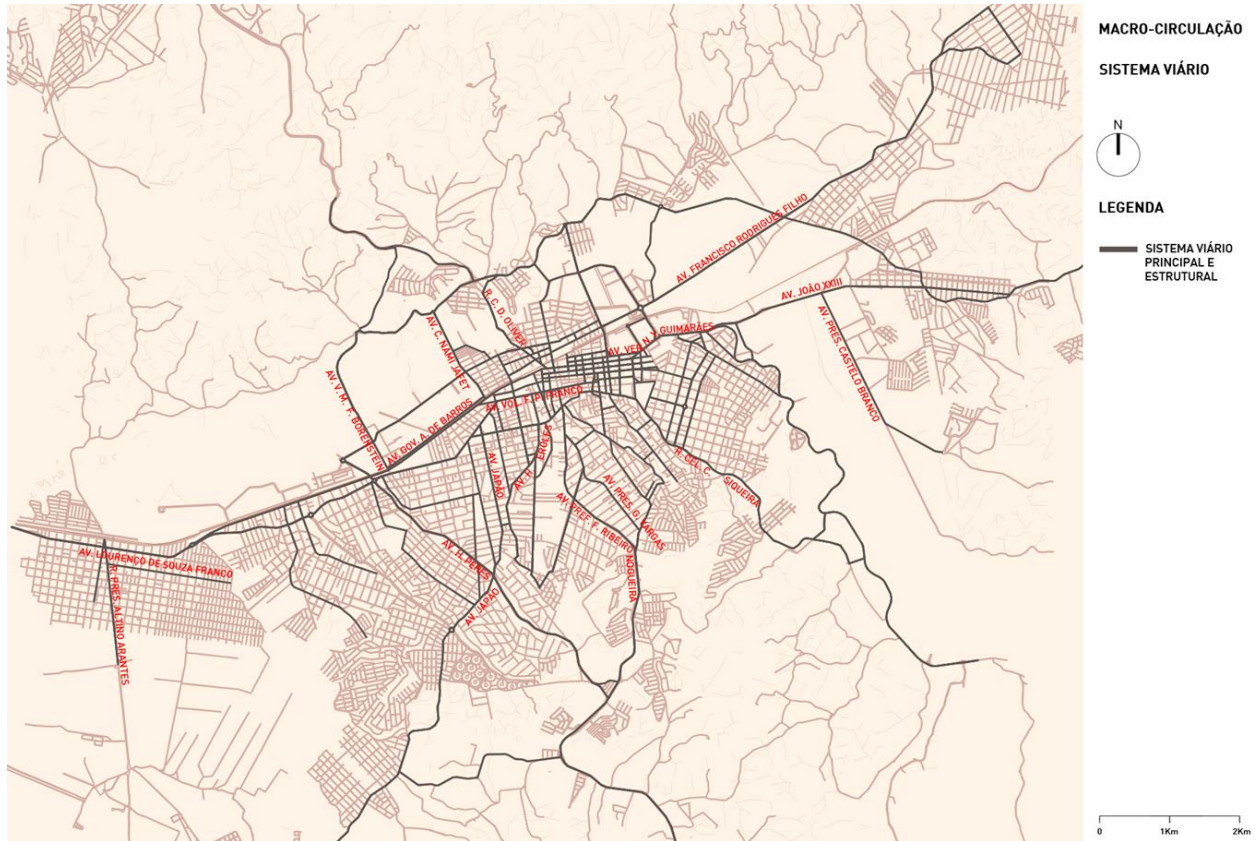 MACRO-CIRCULAÇÃO
SISTEMA VIÁRIO
N
LEGENDA
SISTEMA VIÁRIO
PRINCIPAL E
ESTRUTURAL
0 1Km 2Km
AV. FRANCISCO RODRIGUES FILHO
AV. JOÃO XXIII
AV. PRES. CASTELO BRANCO
R. C. D. OLIVER
AV. C. NAMI JAFET
AV. VER. N. J. GUIMARÃES
AV. V M. F. BORENSTEIN
AV. GOV. A. DE BARROS
AV. VOL. F. P. FRANCO
AV. JAPÃO
AV. H. EROLES
R. CEL. C. SIQUEIRA
AV. PRES. G. VARGAS
AV. PREF. F. RIBEIRO NOGUEIRA
AV. H. PERES
AV. JAPÃO
AV. LOURENÇO DE SOUZA FRANCO
R. PRES. ALTINO ARANTES